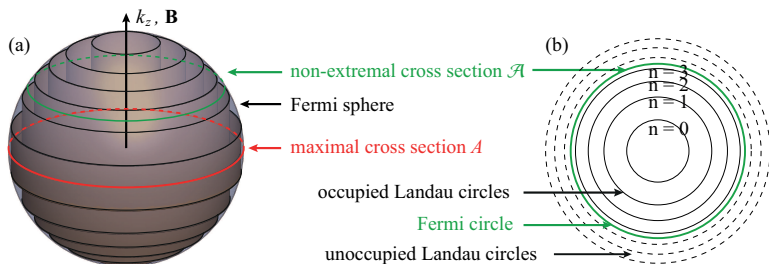 (a)
k_z, B
non-extremal cross section 𝒜
Fermi sphere
maximal cross section A
(b)
n = 3
n = 2
n = 1
n = 0
occupied Landau circles
Fermi circle
unoccupied Landau circles